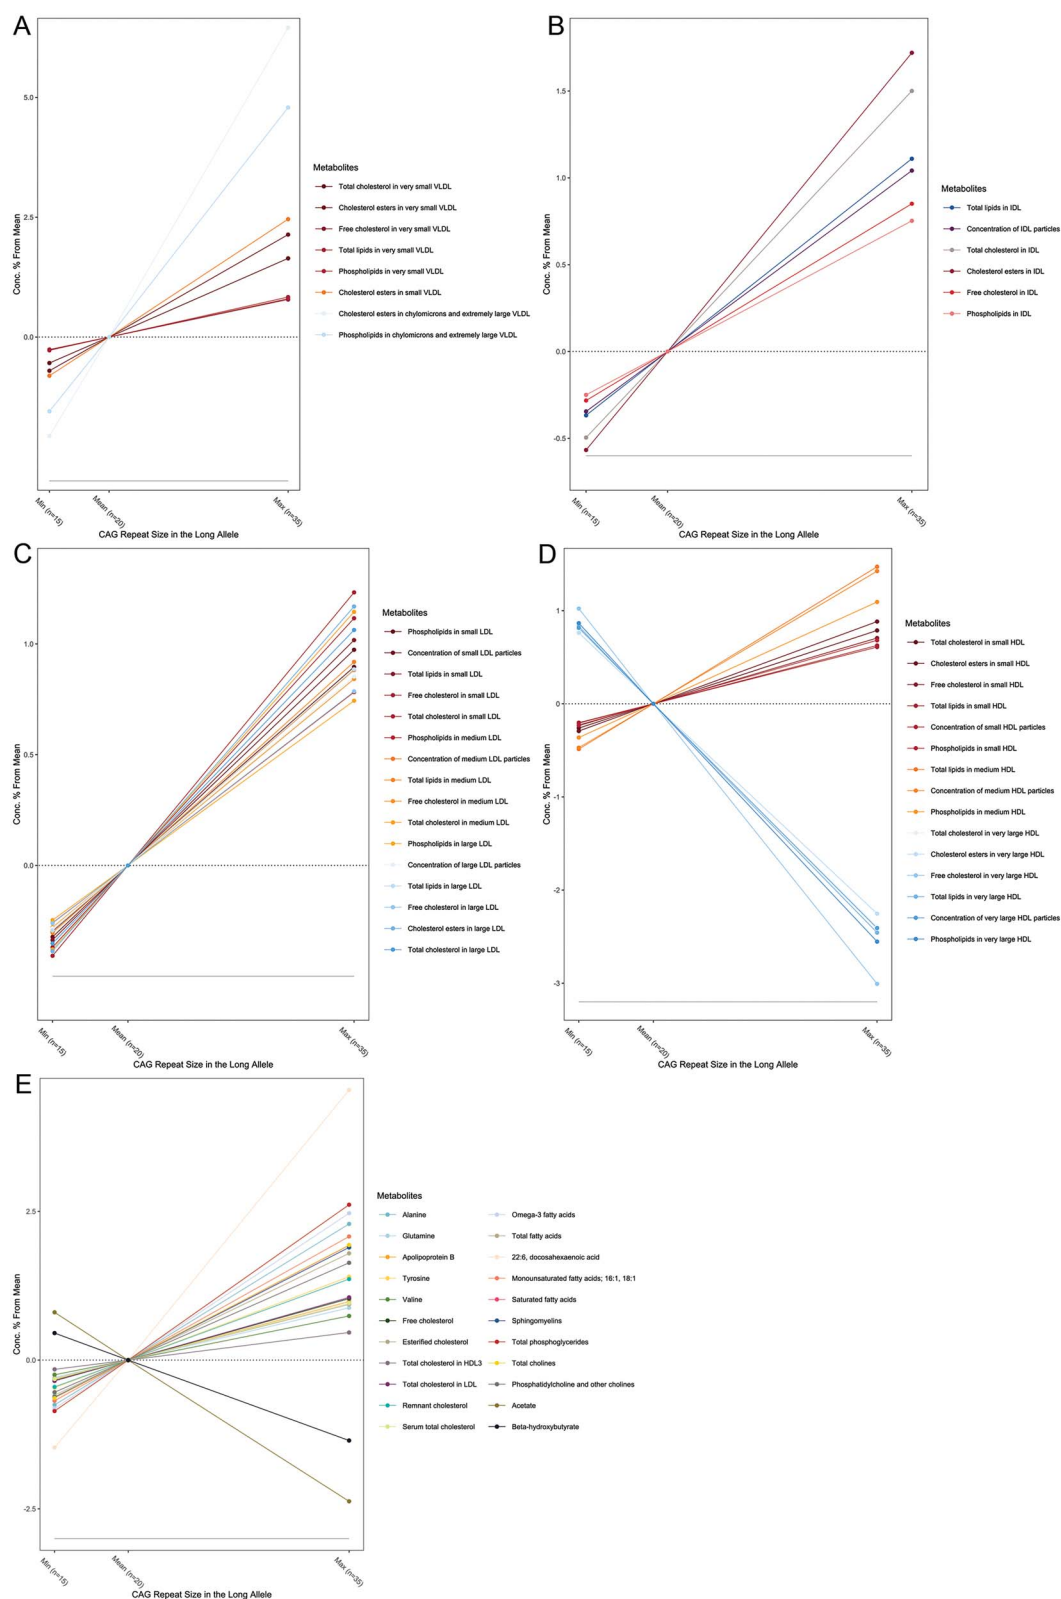 A
5.0
2.5
0.0
Conc. % From Mean
Min (n=15)
Mean (n=20)
Max (n=35)
CAG Repeat Size in the Long Allele
Metabolites
Total cholesterol in very small VLDL
Cholesterol esters in very small VLDL
Free cholesterol in very small VLDL
Total lipids in very small VLDL
Phospholipids in very small VLDL
Cholesterol esters in small VLDL
Cholesterol esters in chylomicrons and extremely large VLDL
Phospholipids in chylomicrons and extremely large VLDL
B
1.5
1.0
0.5
0.0
-0.5
Conc. % From Mean
Min (n=15)
Mean (n=20)
Max (n=35)
CAG Repeat Size in the Long Allele
Metabolites
Total lipids in IDL
Concentration of IDL particles
Total cholesterol in IDL
Cholesterol esters in IDL
Free cholesterol in IDL
Phospholipids in IDL
C
1.0
0.5
0.0
Conc. % From Mean
Min (n=15)
Mean (n=20)
Max (n=35)
CAG Repeat Size in the Long Allele
Metabolites
Phospholipids in small LDL
Concentration of small LDL particles
Total lipids in small LDL
Free cholesterol in small LDL
Total cholesterol in small LDL
Phospholipids in medium LDL
Concentration of medium LDL particles
Total lipids in medium LDL
Free cholesterol in medium LDL
Total cholesterol in medium LDL
Phospholipids in large LDL
Concentration of large LDL particles
Total lipids in large LDL
Free cholesterol in large LDL
Cholesterol esters in large LDL
Total cholesterol in large LDL
D
1
0
-1
-2
-3
Conc. % From Mean
Min (n=15)
Mean (n=20)
Max (n=35)
CAG Repeat Size in the Long Allele
Metabolites
Total cholesterol in small HDL
Cholesterol esters in small HDL
Free cholesterol in small HDL
Total lipids in small HDL
Concentration of small HDL particles
Phospholipids in small HDL
Total lipids in medium HDL
Concentration of medium HDL particles
Phospholipids in medium HDL
Total cholesterol in very large HDL
Cholesterol esters in very large HDL
Free cholesterol in very large HDL
Total lipids in very large HDL
Concentration of very large HDL particles
Phospholipids in very large HDL
E
2.5
0.0
-2.5
Conc. % From Mean
Min (n=15)
Mean (n=20)
Max (n=35)
CAG Repeat Size in the Long Allele
Metabolites
Alanine
Glutamine
Apolipoprotein B
Tyrosine
Valine
Free cholesterol
Esterified cholesterol
Total cholesterol in HDL3
Total cholesterol in LDL
Remnant cholesterol
Serum total cholesterol
Omega-3 fatty acids
Total fatty acids
22:6, docosahexaenoic acid
Monounsaturated fatty acids; 16:1, 18:1
Saturated fatty acids
Sphingomyelins
Total phosphoglycerides
Total cholines
Phosphatidylcholine and other cholines
Acetate
Beta-hydroxybutyrate